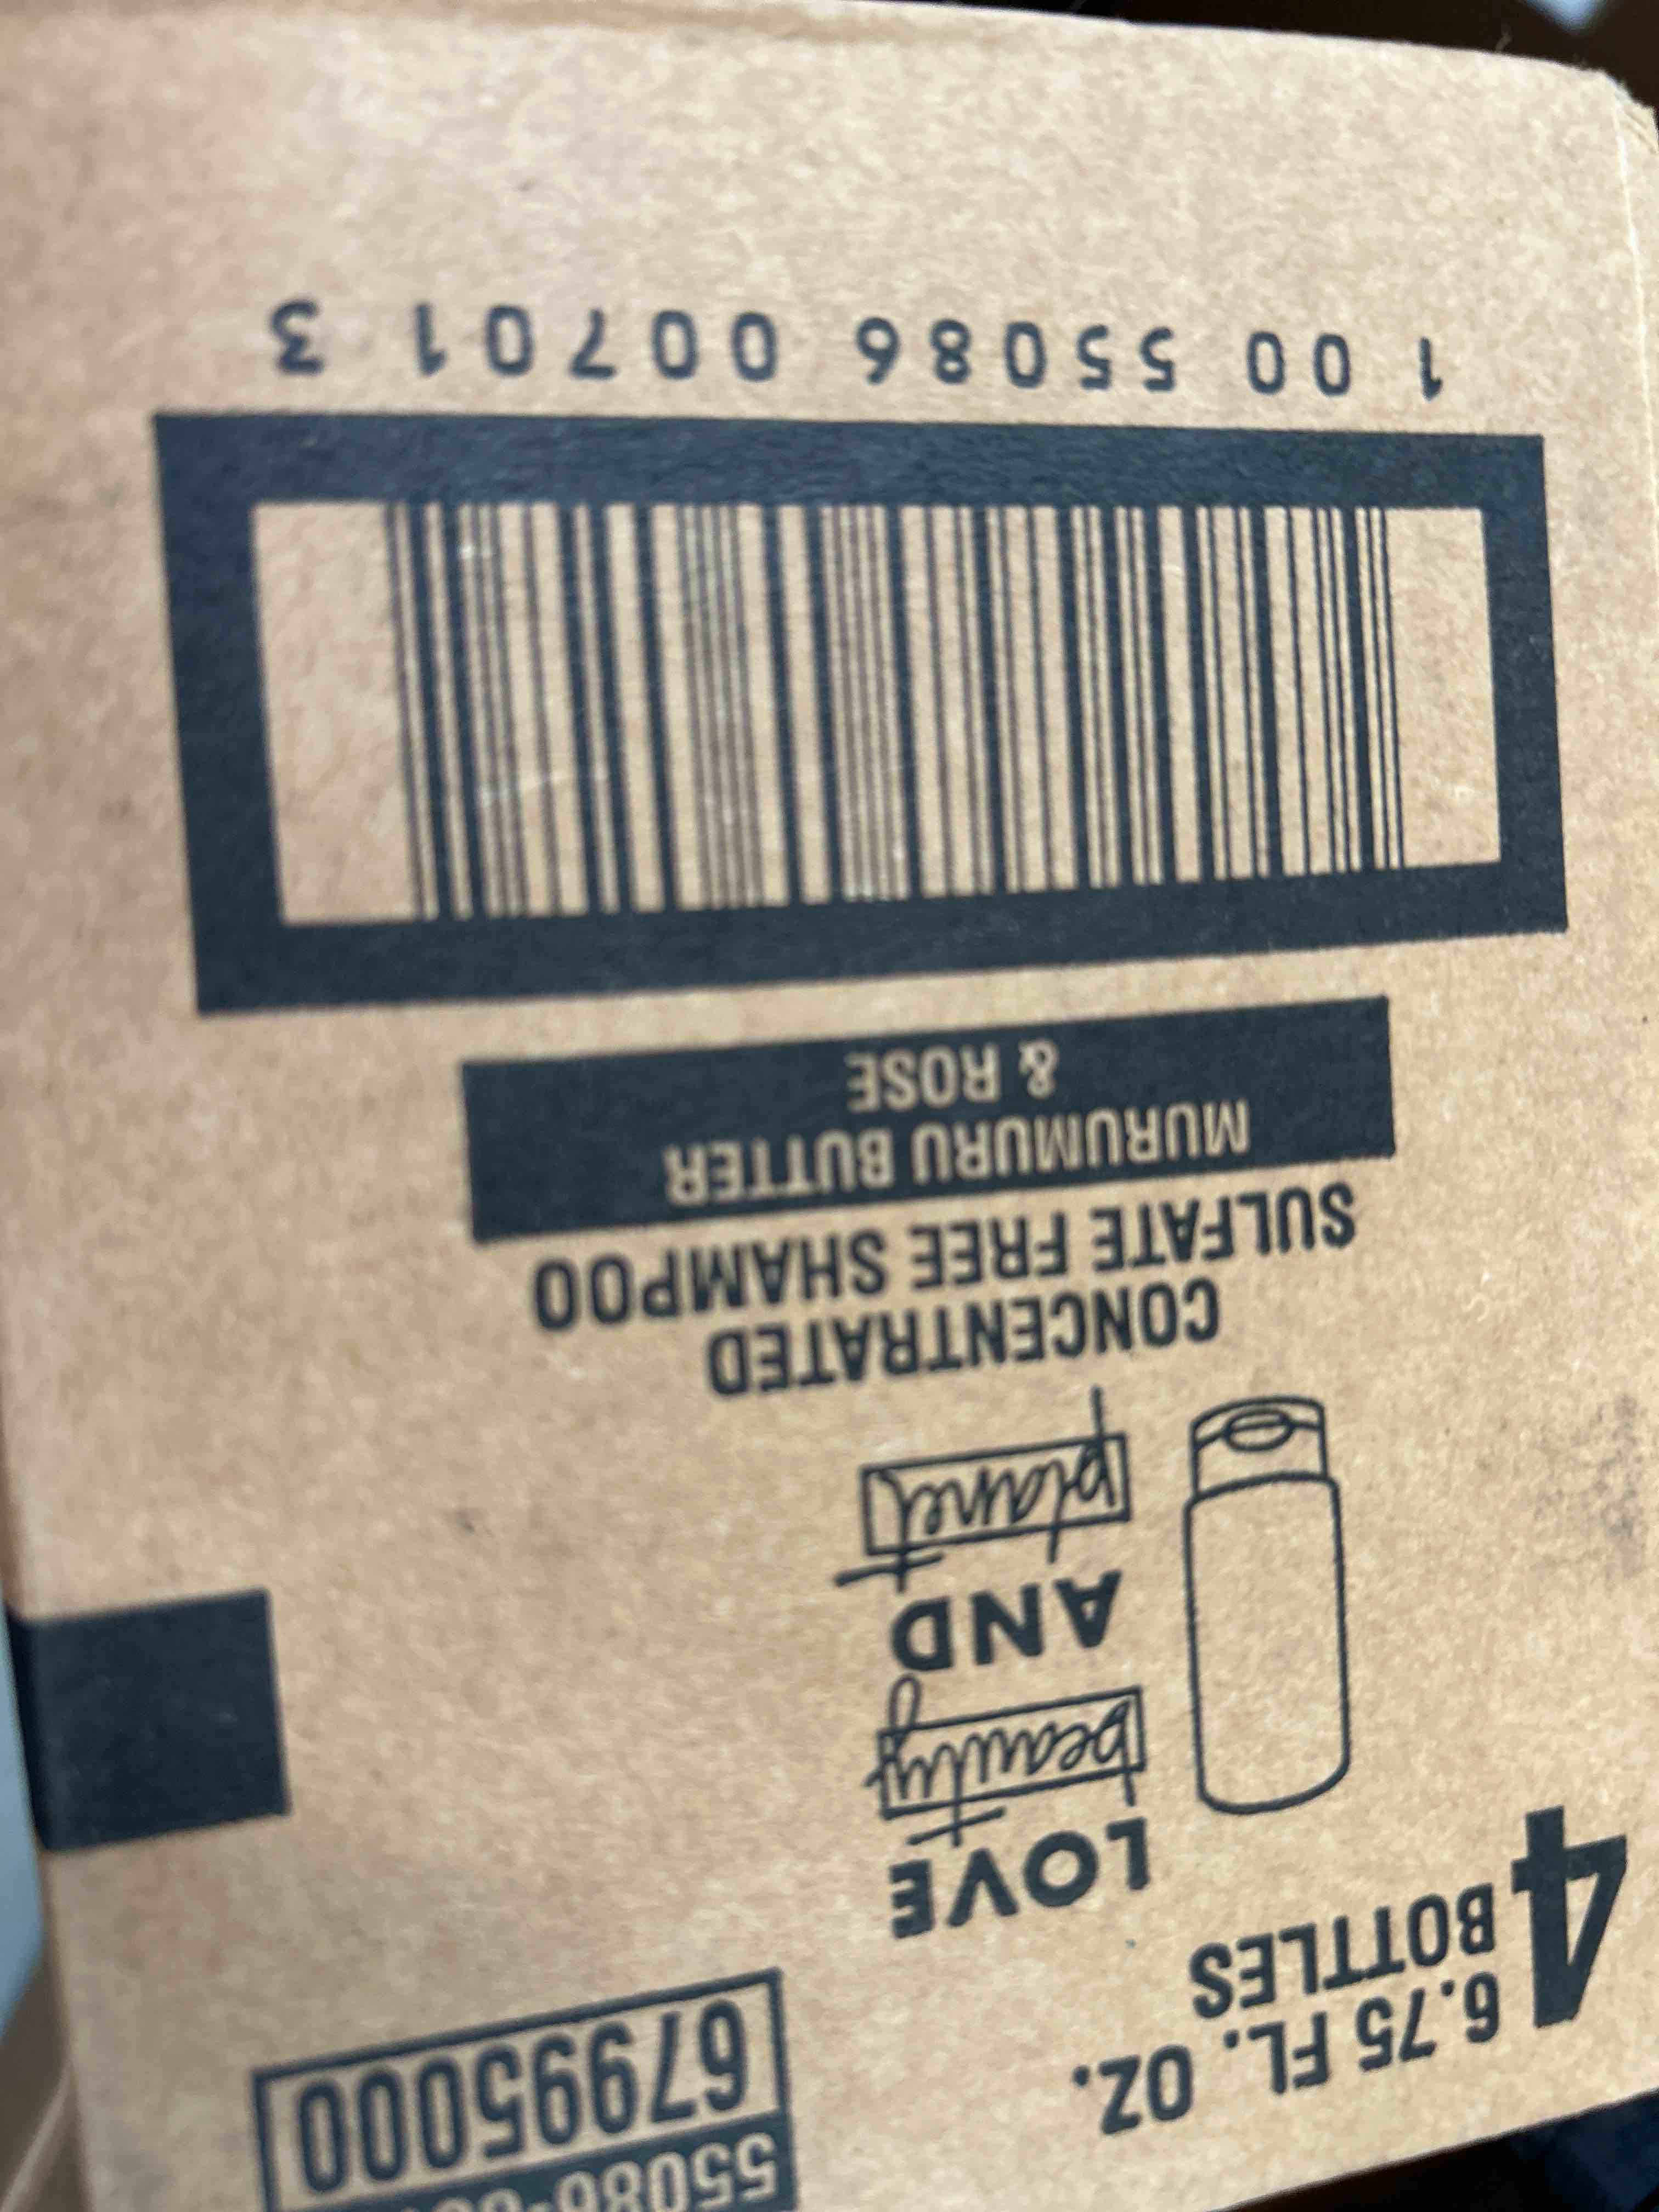 67995000
4
6.75 FL. OZ.
BOTTLES
LOVE
beauty
AND
planet
CONCENTRATED
SULFATE FREE SHAMPOO
MURUMURU BUTTER
& ROSE
1 00 55086 00701 3